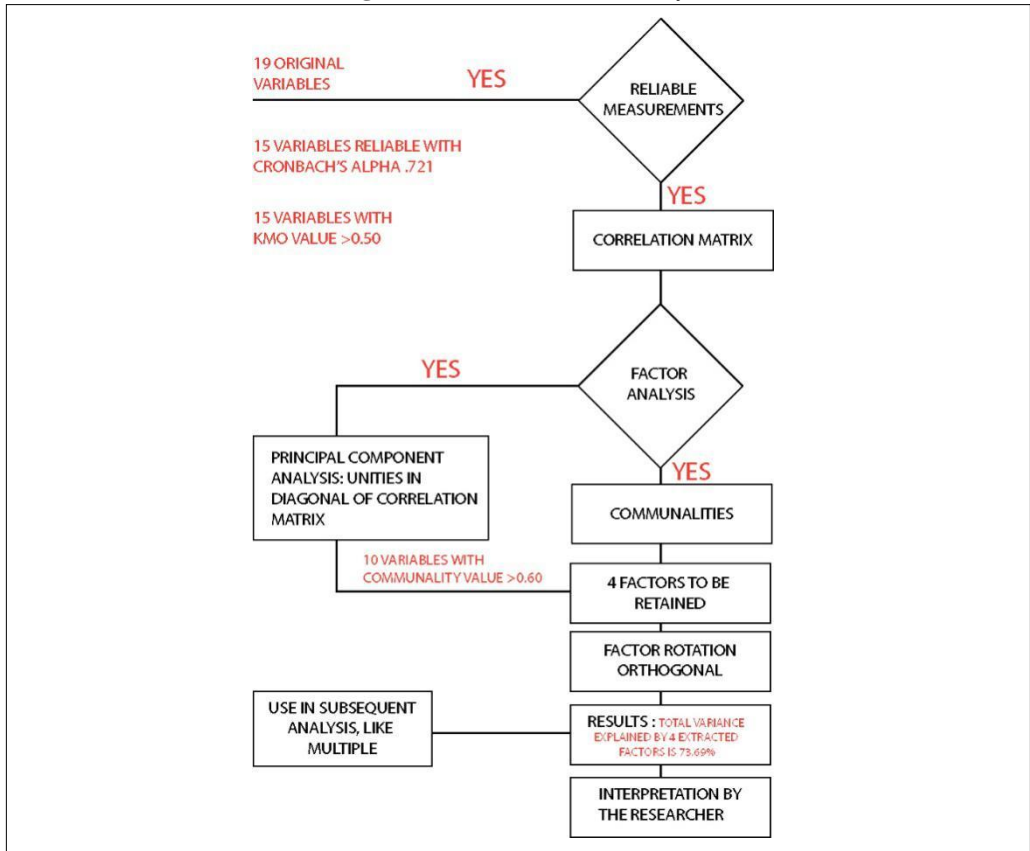 19 ORIGINAL
VARIABLES
YES
RELIABLE
MEASUREMENTS
15 VARIABLES RELIABLE WITH
CRONBACH'S ALPHA .721
YES
15 VARIABLES WITH
KMO VALUE >0.50
CORRELATION MATRIX
YES
FACTOR
ANALYSIS
PRINCIPAL COMPONENT
ANALYSIS: UNITIES IN
DIAGONAL OF CORRELATION
MATRIX
YES
COMMUNALITIES
10 VARIABLES WITH
COMMUNALITY VALUE >0.60
4 FACTORS TO BE
RETAINED
FACTOR ROTATION
ORTHOGONAL
USE IN SUBSEQUENT
ANALYSIS, LIKE
MULTIPLE
RESULTS : TOTAL VARIANCE
EXPLAINED BY 4 EXTRACTED
FACTORS IS 73.69%
INTERPRETATION BY
THE RESEARCHER